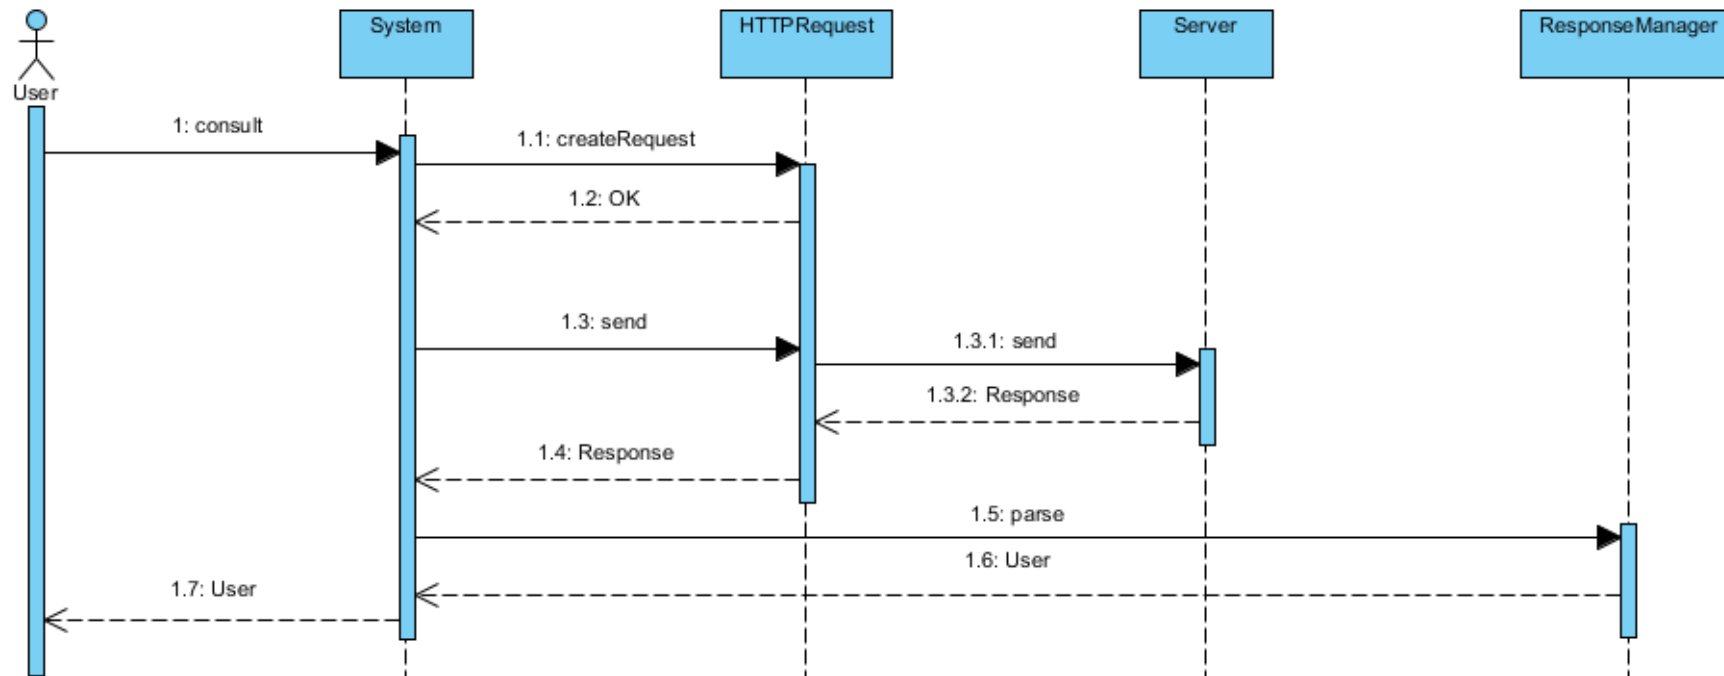 System
HTTPRequest
Server
ResponseManager
User
1: consult
1.1: createRequest
1.2: OK
1.3: send
1.3.1: send
1.3.2: Response
1.4: Response
1.5: parse
1.6: User
1.7: User